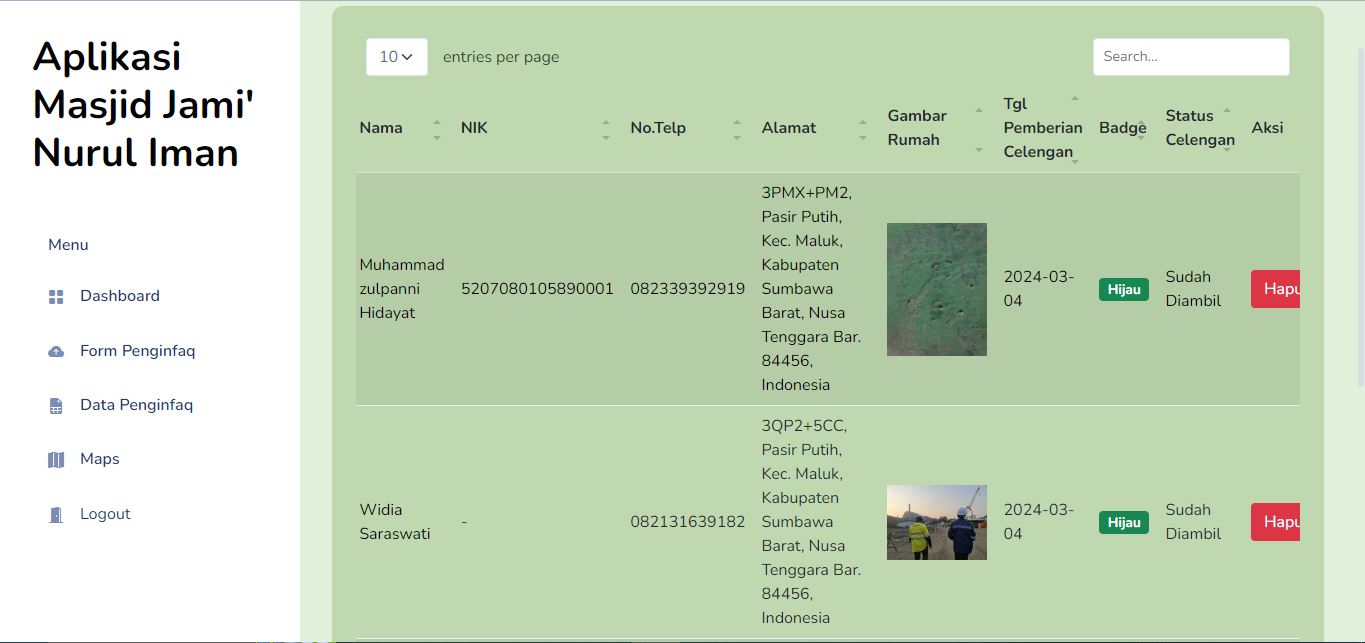 Aplikasi
Masjid Jami'
Nurul Iman
Menu
Dashboard
Form Penginfaq
Data Penginfaq
Maps
Logout
10 entries per page
Search...
Nama NIK No.Telp Alamat Gambar Rumah Tgl Pemberian Celengan Badge Status Celengan Aksi
Muhammad
zulpanni
Hidayat
5207080105890001
082339392919
3PMX+PM2,
Pasir Putih,
Kec. Maluk,
Kabupaten
Sumbawa
Barat, Nusa
Tenggara Bar.
84456,
Indonesia
2024-03-
04
Hijau
Sudah
Diambil
Hapu
Widia
Saraswati
-
082131639182
3QP2+5CC,
Pasir Putih,
Kec. Maluk,
Kabupaten
Sumbawa
Barat, Nusa
Tenggara Bar.
84456,
Indonesia
2024-03-
04
Hijau
Sudah
Diambil
Hapu